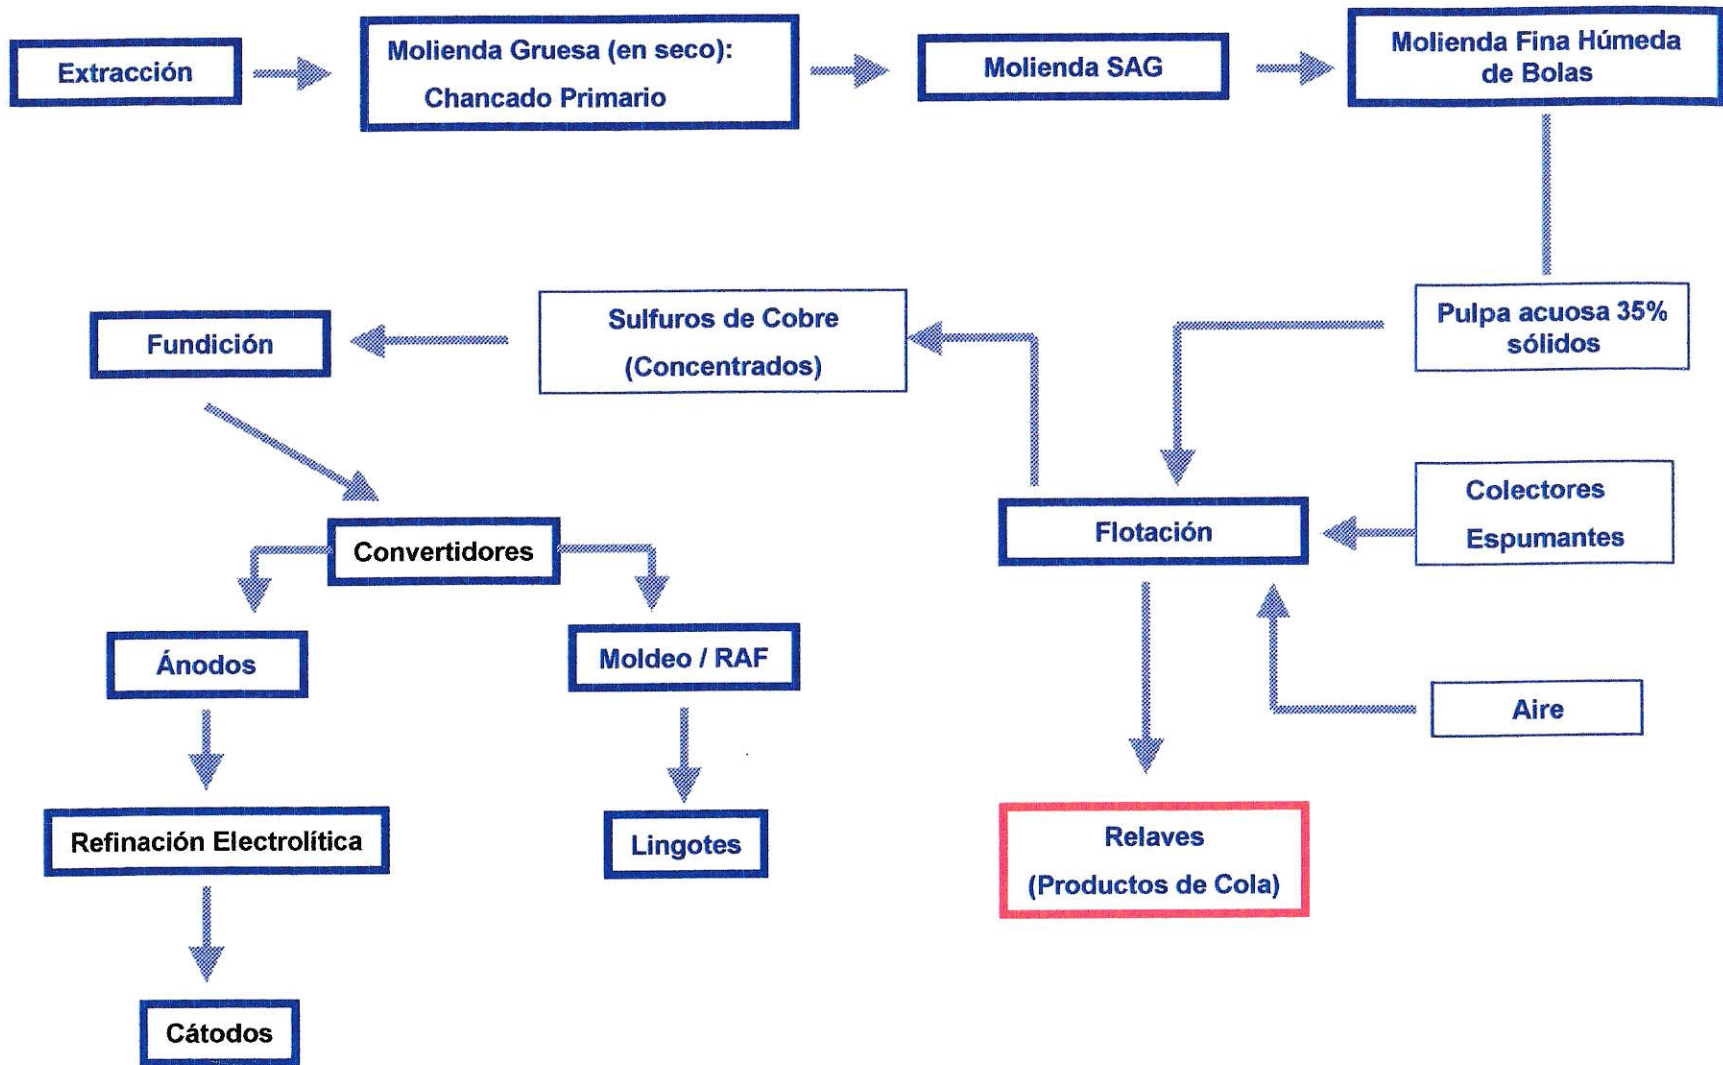 Extracción
Molienda Gruesa (en seco):
Chancado Primario
Molienda SAG
Molienda Fina Húmeda
de Bolas
Pulpa acuosa 35%
sólidos
Sulfuros de Cobre
(Concentrados)
Fundición
Colectores
Espumantes
Flotación
Convertidores
Ánodos
Moldeo / RAF
Aire
Refinación Electrolítica
Lingotes
Relaves
(Productos de Cola)
Cátodos